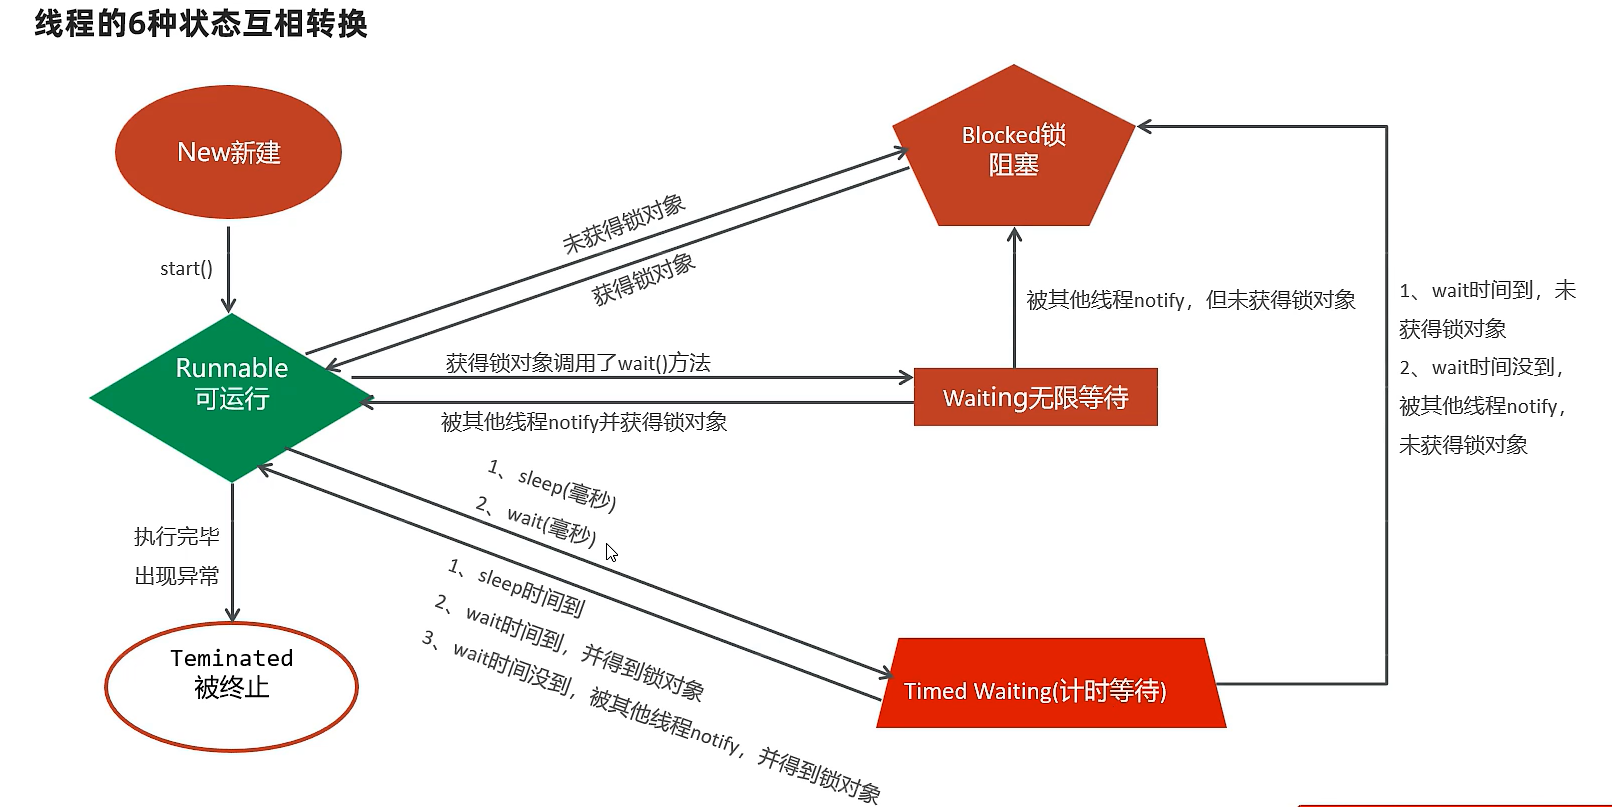 线程的6种状态互相转换
New新建
start()
Runnable
可运行
执行完毕
出现异常
Teminated
被终止
未获得锁对象
获得锁对象
获得锁对象调用了wait()方法
被其他线程notify并获得锁对象
1、sleep(毫秒)
2、wait(毫秒)
1、sleep时间到
2、wait时间到，并得到锁对象
3、wait时间没到，被其他线程notify，并得到锁对象
Blocked锁
阻塞
被其他线程notify，但未获得锁对象
Waiting无限等待
Timed Waiting(计时等待)
1、wait时间到，未
获得锁对象
2、wait时间没到，
被其他线程notify，
未获得锁对象